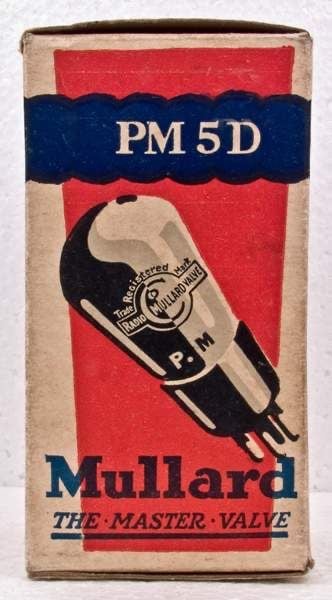 PM 5D
Trade Registered Mark
RADIO MULLARD VALVE
P.M
Mullard
THE·MASTER·VALVE